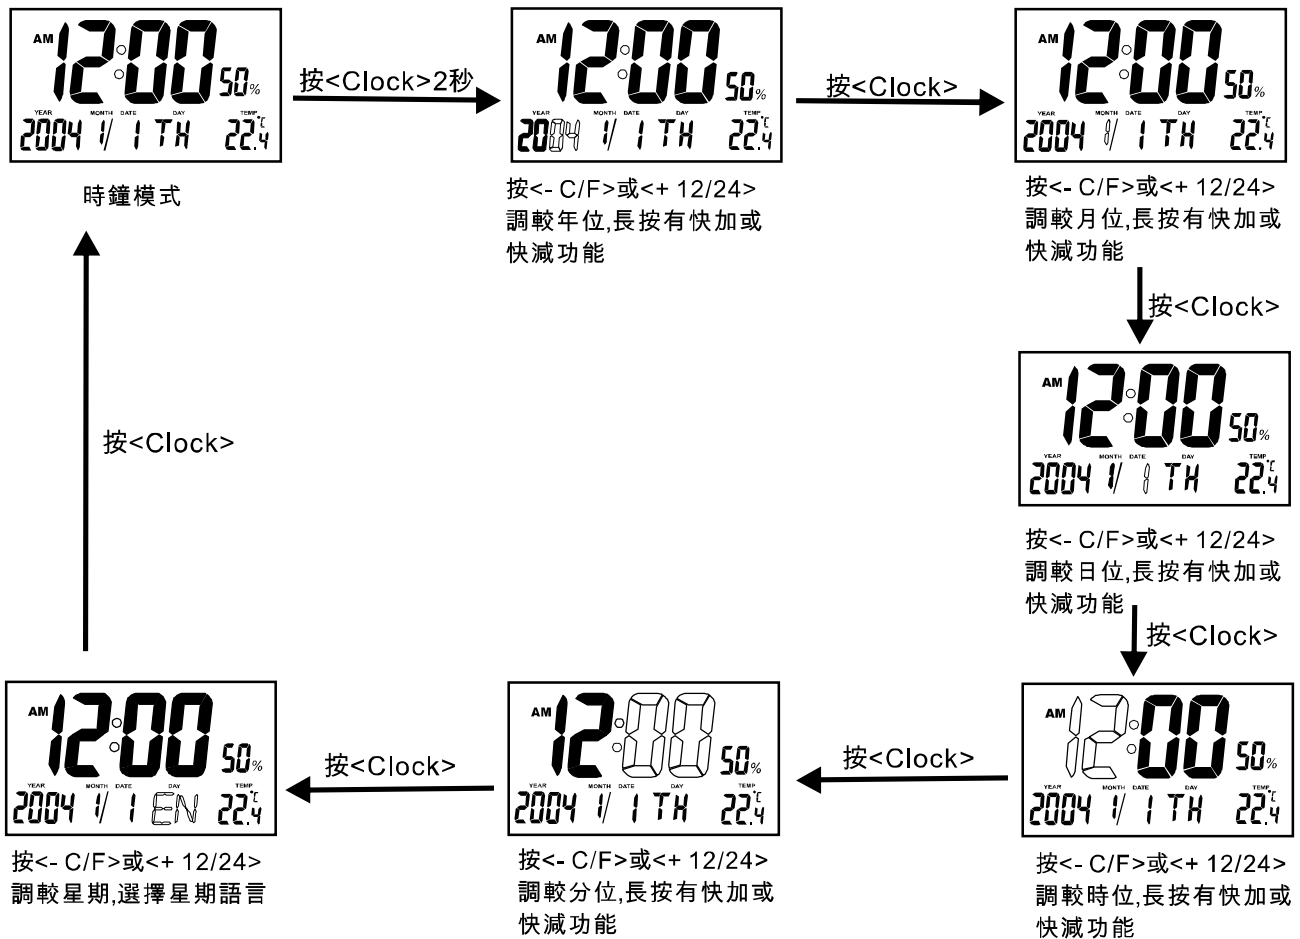 AM 12:00 50%
YEAR MONTH DATE DAY TEMP
2004 1/ 1 TH 22.4°C
時鐘模式
按<Clock>2秒
AM 12:00 50%
YEAR MONTH DATE DAY TEMP
2004 1/ 1 TH 22.4°C
按<- C/F>或<+ 12/24>
調較年位,長按有快加或
快減功能
按<Clock>
AM 12:00 50%
YEAR MONTH DATE DAY TEMP
2004 1/ 1 TH 22.4°C
按<- C/F>或<+ 12/24>
調較月位,長按有快加或
快減功能
按<Clock>
AM 12:00 50%
YEAR MONTH DATE DAY TEMP
2004 1/ 1 TH 22.4°C
按<- C/F>或<+ 12/24>
調較日位,長按有快加或
快減功能
按<Clock>
AM 12:00 50%
YEAR MONTH DATE DAY TEMP
2004 1/ 1 TH 22.4°C
按<- C/F>或<+ 12/24>
調較時位,長按有快加或
快減功能
按<Clock>
AM 12:00 50%
YEAR MONTH DATE DAY TEMP
2004 1/ 1 TH 22.4°C
按<- C/F>或<+ 12/24>
調較分位,長按有快加或
快減功能
按<Clock>
AM 12:00 50%
YEAR MONTH DATE DAY TEMP
2004 1/ 1 EN 22.4°C
按<- C/F>或<+ 12/24>
調較星期,選擇星期語言
按<Clock>